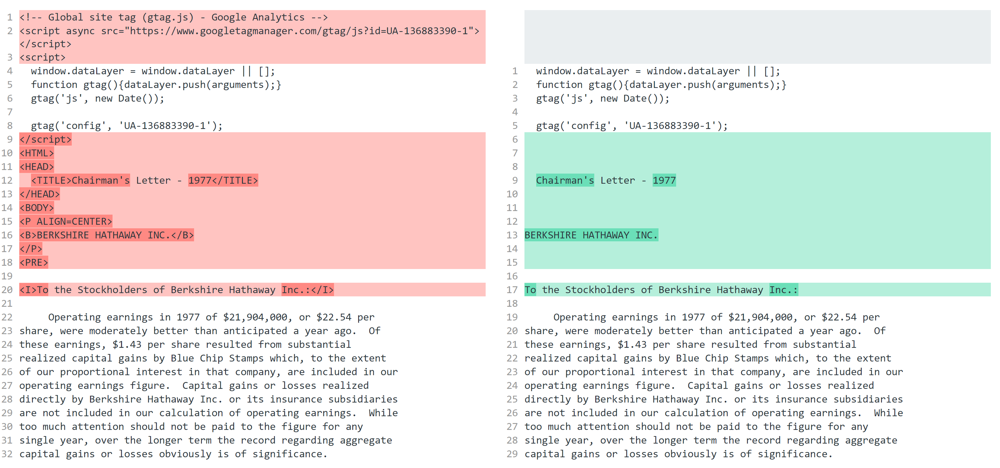 1 <!-- Global site tag (gtag.js) - Google Analytics -->
2 <script async src="https://www.googletagmanager.com/gtag/js?id=UA-136883390-1">
</script>
3 <script>
4   window.dataLayer = window.dataLayer || [];
5   function gtag(){dataLayer.push(arguments);}
6   gtag('js', new Date());
7
8   gtag('config', 'UA-136883390-1');
9 </script>
10 <HTML>
11 <HEAD>
12   <TITLE>Chairman's Letter - 1977</TITLE>
13 </HEAD>
14 <BODY>
15 <P ALIGN=CENTER>
16 <B>BERKSHIRE HATHAWAY INC.</B>
17 </P>
18 <PRE>
19
20 <I>To the Stockholders of Berkshire Hathaway Inc.:</I>
21
22      Operating earnings in 1977 of $21,904,000, or $22.54 per
23 share, were moderately better than anticipated a year ago.  Of
24 these earnings, $1.43 per share resulted from substantial
25 realized capital gains by Blue Chip Stamps which, to the extent
26 of our proportional interest in that company, are included in our
27 operating earnings figure.  Capital gains or losses realized
28 directly by Berkshire Hathaway Inc. or its insurance subsidiaries
29 are not included in our calculation of operating earnings.  While
30 too much attention should not be paid to the figure for any
31 single year, over the longer term the record regarding aggregate
32 capital gains or losses obviously is of significance.
1   window.dataLayer = window.dataLayer || [];
2   function gtag(){dataLayer.push(arguments);}
3   gtag('js', new Date());
4
5   gtag('config', 'UA-136883390-1');
6
7
8
9   Chairman's Letter - 1977
10
11
12
13 BERKSHIRE HATHAWAY INC.
14
15
16
17 To the Stockholders of Berkshire Hathaway Inc.:
18
19      Operating earnings in 1977 of $21,904,000, or $22.54 per
20 share, were moderately better than anticipated a year ago.  Of
21 these earnings, $1.43 per share resulted from substantial
22 realized capital gains by Blue Chip Stamps which, to the extent
23 of our proportional interest in that company, are included in our
24 operating earnings figure.  Capital gains or losses realized
25 directly by Berkshire Hathaway Inc. or its insurance subsidiaries
26 are not included in our calculation of operating earnings.  While
27 too much attention should not be paid to the figure for any
28 single year, over the longer term the record regarding aggregate
29 capital gains or losses obviously is of significance.